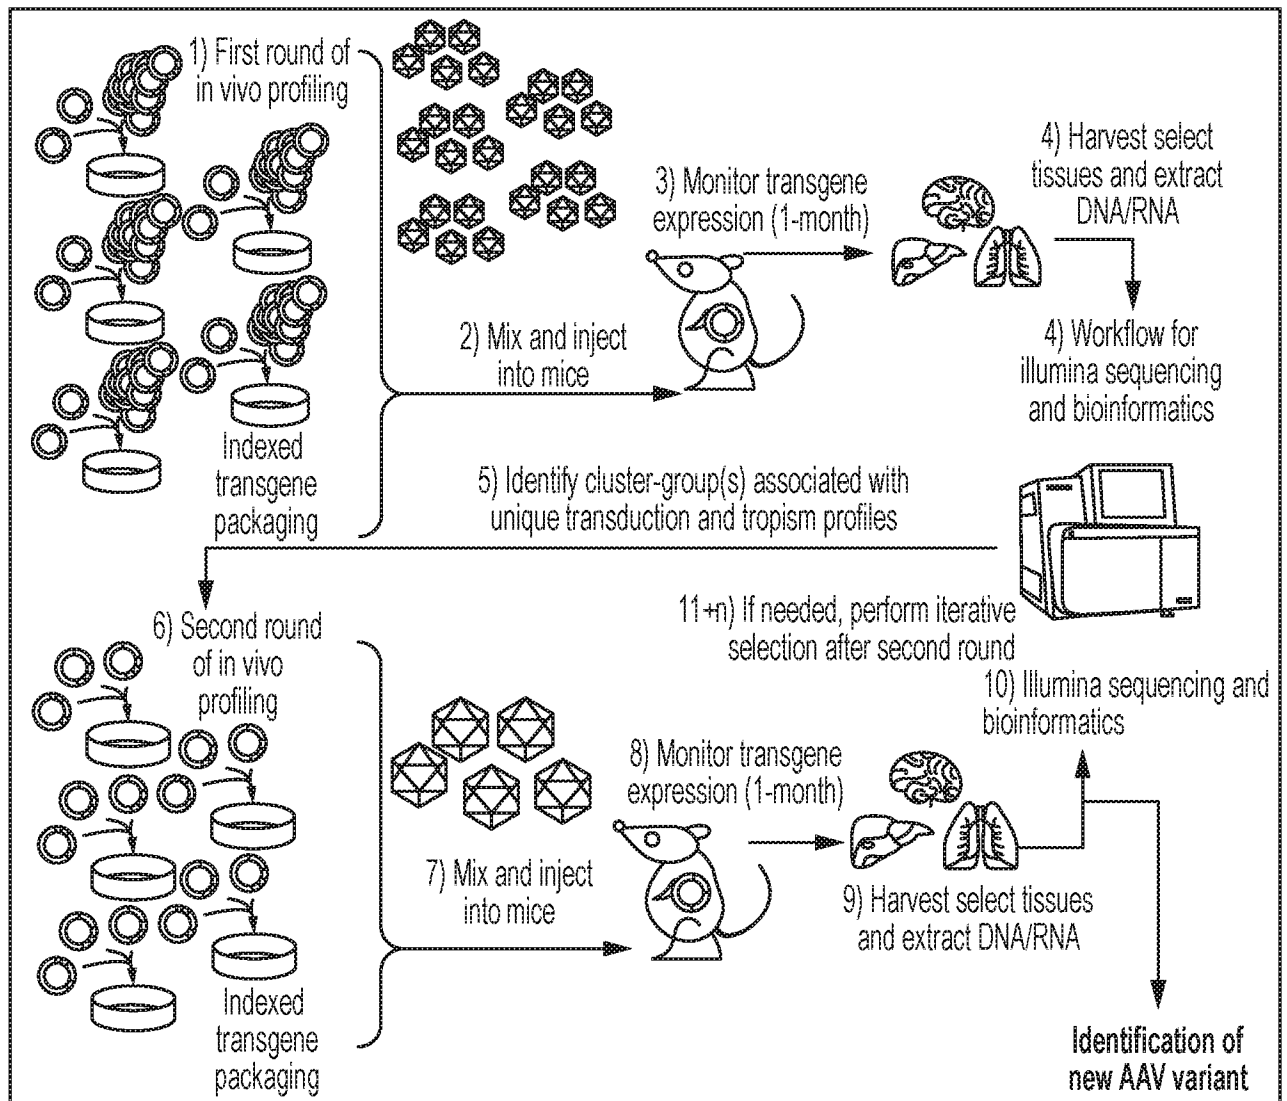 1) First round of
in vivo profiling
Indexed
transgene
packaging
2) Mix and inject
into mice
3) Monitor transgene
expression (1-month)
4) Harvest select
tissues and extract
DNA/RNA
4) Workflow for
illumina sequencing
and bioinformatics
5) Identify cluster-group(s) associated with
unique transduction and tropism profiles
6) Second round
of in vivo
profiling
Indexed
transgene
packaging
7) Mix and inject
into mice
8) Monitor transgene
expression (1-month)
9) Harvest select tissues
and extract DNA/RNA
10) Illumina sequencing and
bioinformatics
11+n) If needed, perform iterative
selection after second round
Identification of
new AAV variant